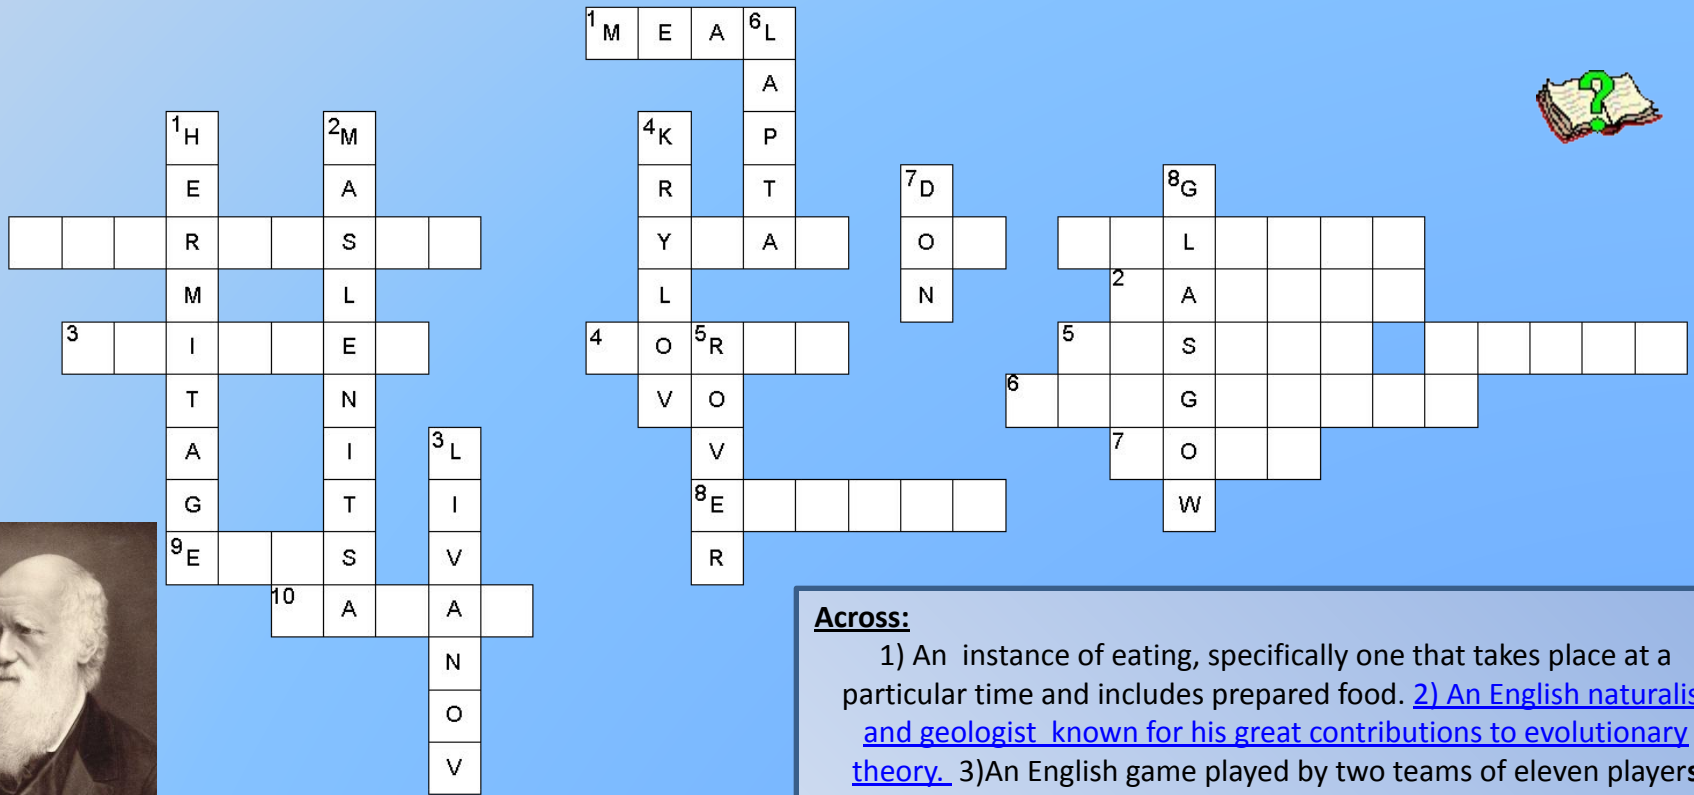 1 M E A 6 L
A
1 H 2 M 4 K P
E A R T 7 D 8 G
R S Y A O L
M L L N 2 A
3 I E 4 O 5 R 5 S
T N V O 6 G
A I 3 L V 7 O
G T I 8 E W
9 E S V R
10 A A
N
O
V
?
Across:
1) An instance of eating, specifically one that takes place at a
particular time and includes prepared food. 2) An English naturalis
and geologist known for his great contributions to evolutionary
theory. 3)An English game played by two teams of eleven players